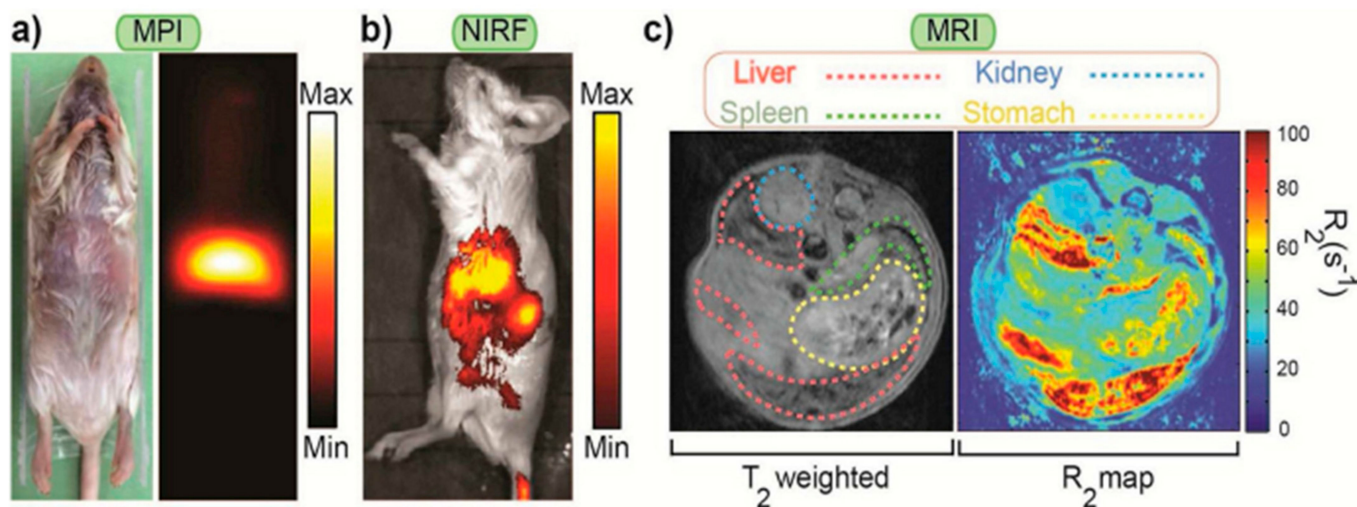 a) MPI
Max
Min
b) NIRF
Max
Min
c) MRI
Liver Kidney
Spleen Stomach
100
80
60
40
20
0
R2(s-1)
T2 weighted
R2 map